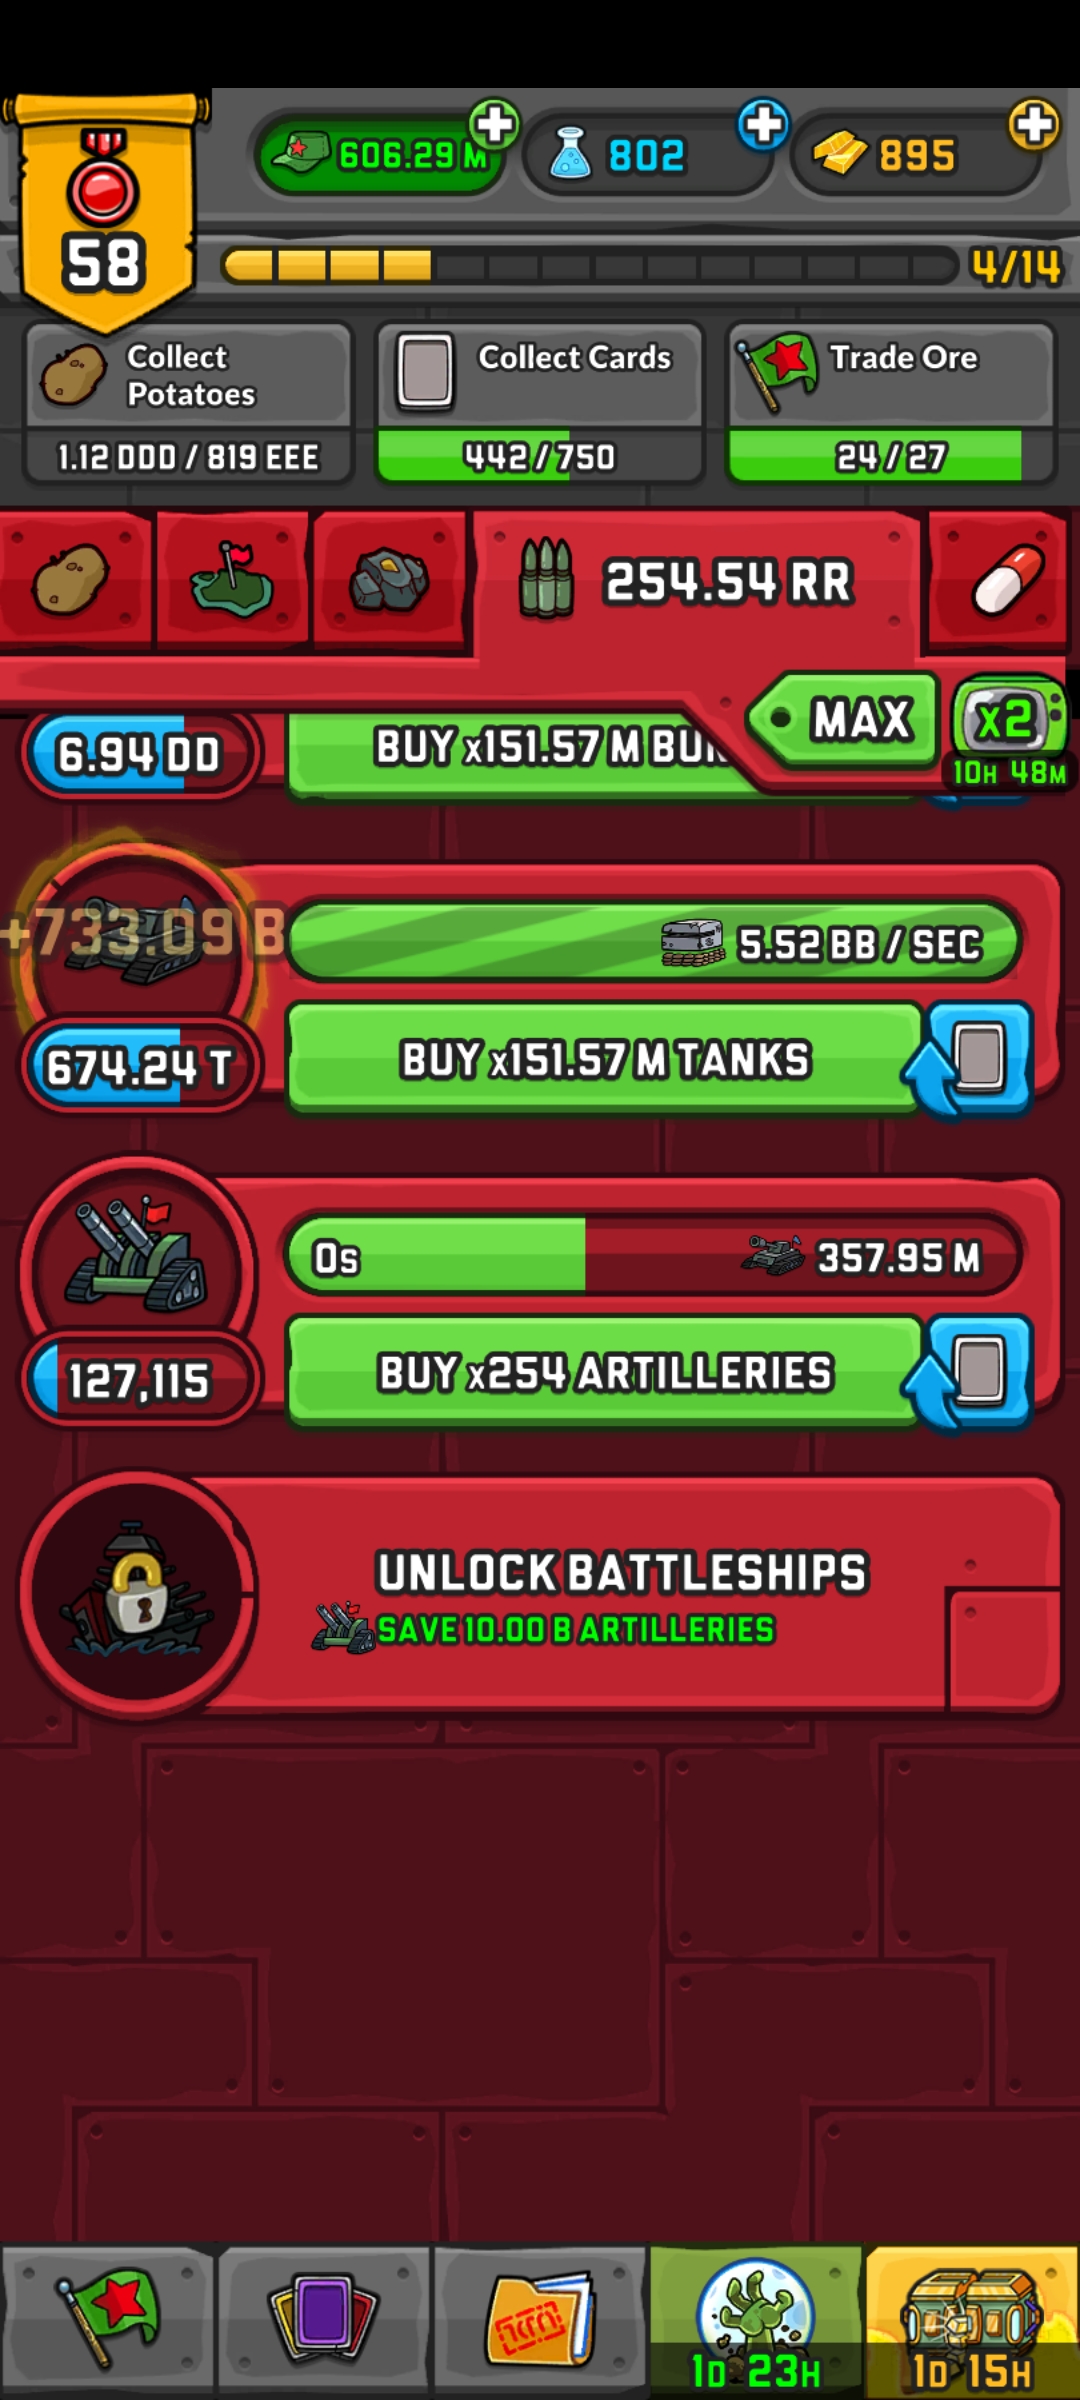 58
606.29 M
802
895
4/14
Collect
Potatoes
1.12 DDD / 819 EEE
Collect Cards
442/750
Trade Ore
24/27
254.54 RR
MAX
x2
10H 48M
6.94 DD
BUY x151.57 M
+733.09 B
5.52 BB / SEC
674.24 T
BUY x151.57 M TANKS
0s
357.95 M
127,115
BUY x254 ARTILLERIES
UNLOCK BATTLESHIPS
SAVE 10.00 B ARTILLERIES
1D 23H
1D 15H